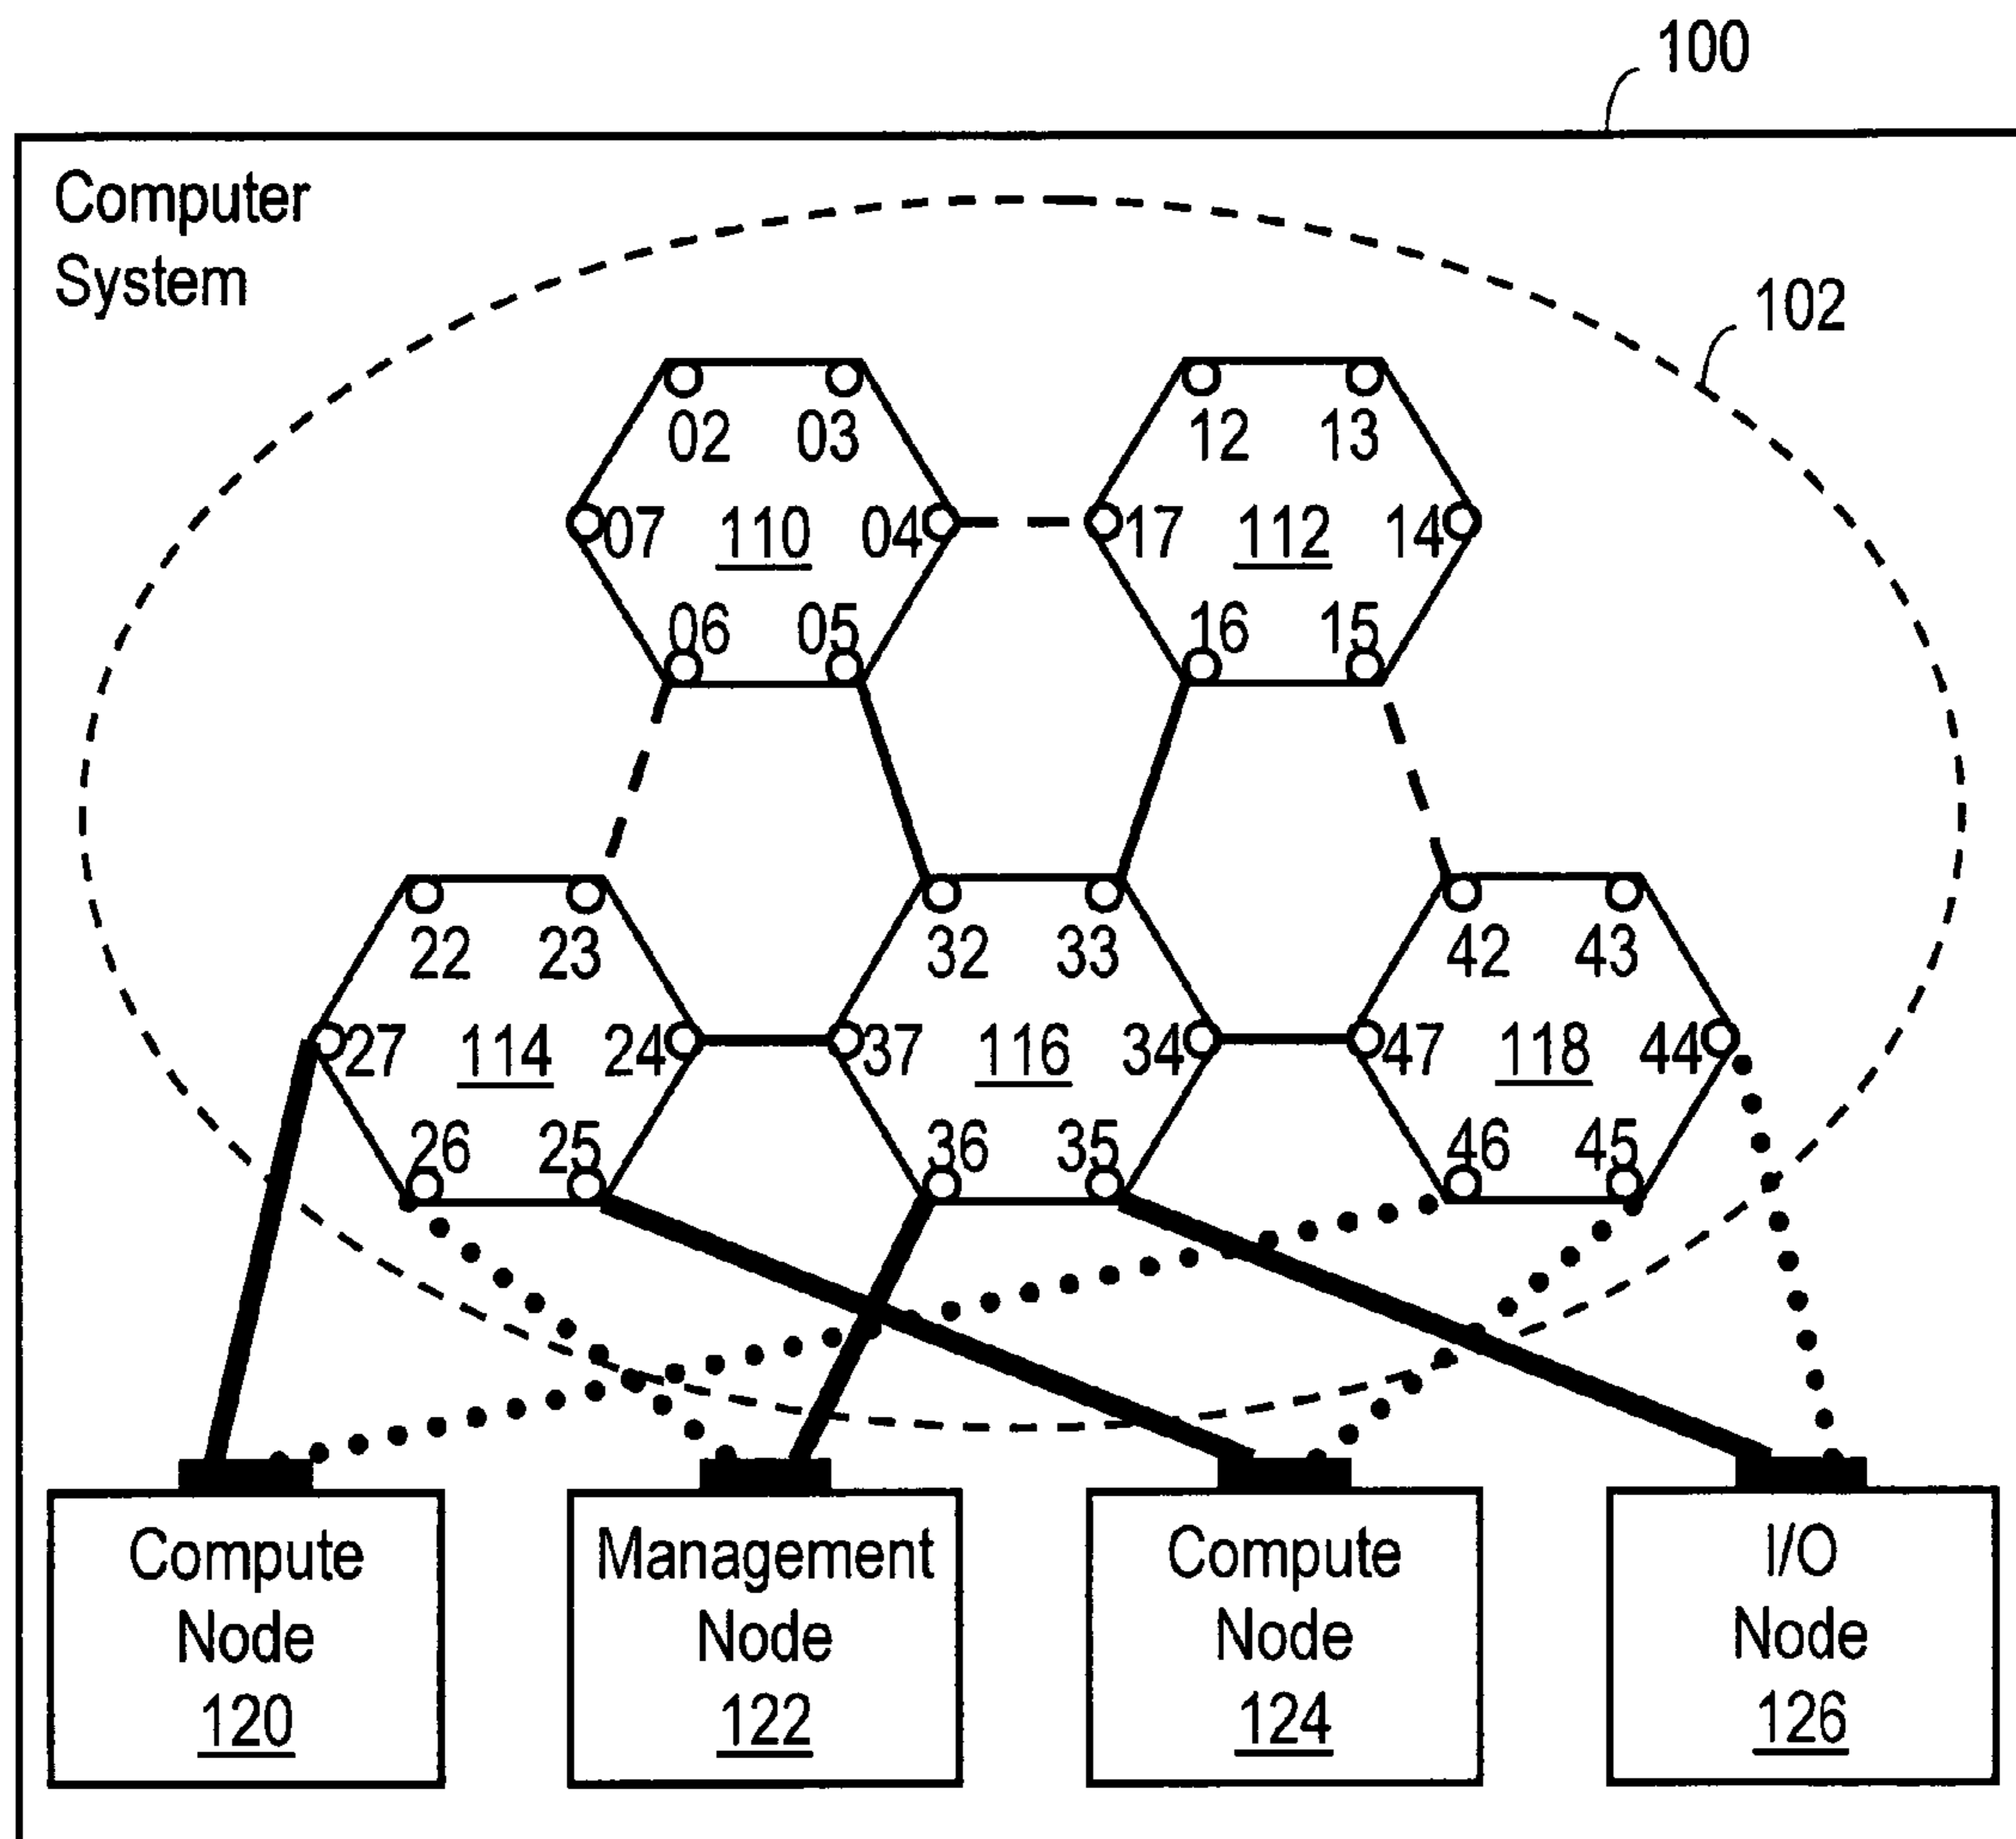 100
Computer
System
102
02 03
12 13
07 110 04
17 112 14
06 05
16 15
22 23
32 33
42 43
27 114 24
37 116 34
47 118 44
26 25
36 35
46 45
Compute
Node
120
Management
Node
122
Compute
Node
124
I/O
Node
126